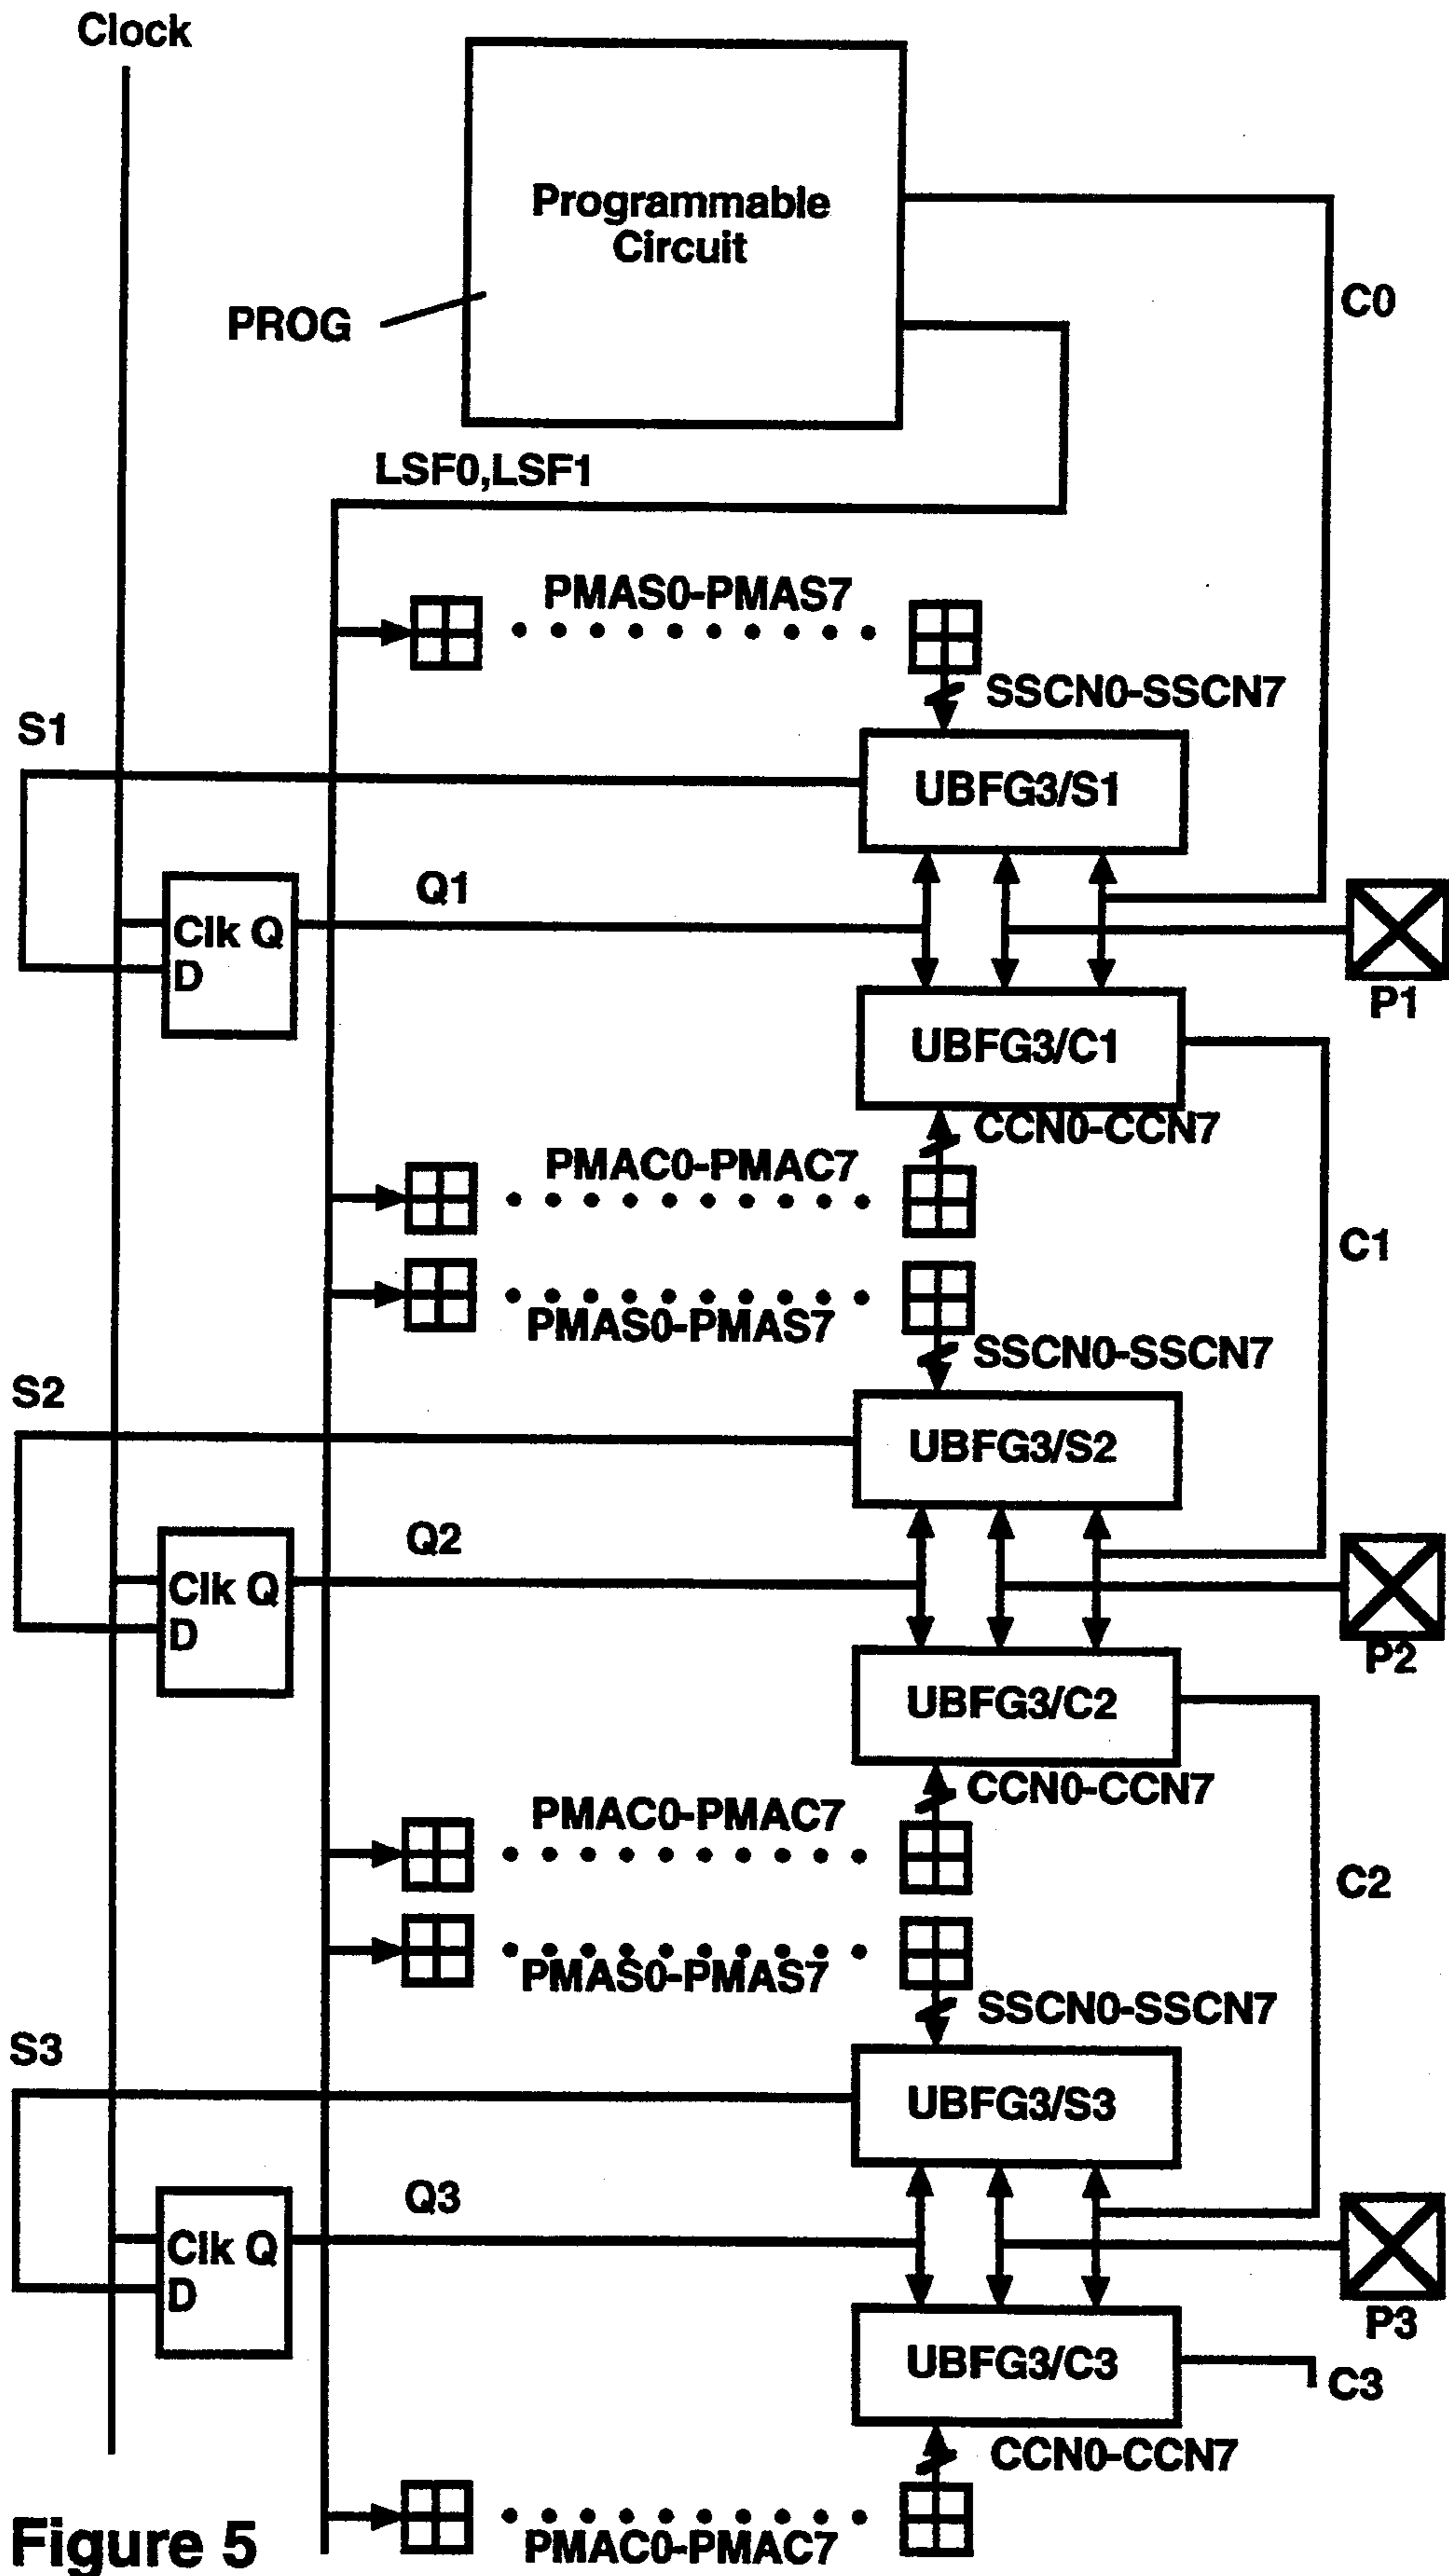 Clock
Programmable
Circuit
PROG
C0
LSF0,LSF1
PMAS0-PMAS7
SSCN0-SSCN7
S1
UBFG3/S1
Q1
Clk Q
D
P1
UBFG3/C1
CCN0-CCN7
PMAC0-PMAC7
C1
PMAS0-PMAS7
SSCN0-SSCN7
S2
UBFG3/S2
Q2
Clk Q
D
P2
UBFG3/C2
CCN0-CCN7
PMAC0-PMAC7
C2
PMAS0-PMAS7
SSCN0-SSCN7
S3
UBFG3/S3
Q3
Clk Q
D
P3
UBFG3/C3
C3
CCN0-CCN7
PMAC0-PMAC7
Figure 5